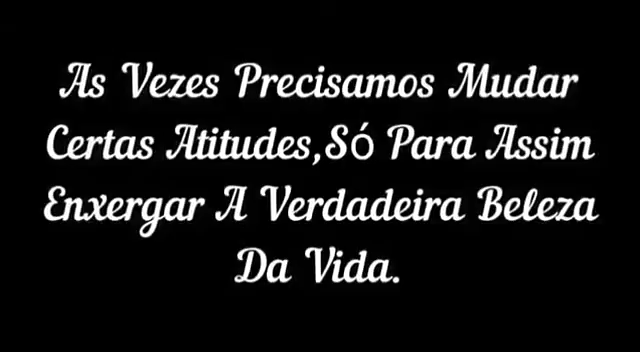 As Vezes Precisamos Mudar
Certas Atitudes,Só Para Assim
Enxergar A Verdadeira Beleza
Da Vida.